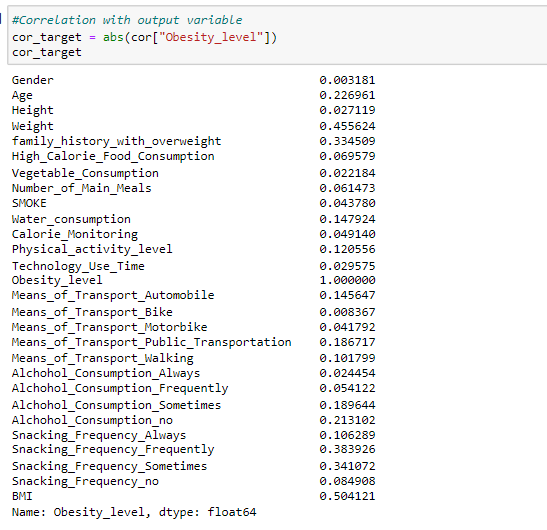 #Correlation with output variable
cor_target = abs(cor["Obesity_level"])
cor_target
Gender 0.003181
Age 0.226961
Height 0.027119
Weight 0.455624
family_history_with_overweight 0.334509
High_Calorie_Food_Consumption 0.069579
Vegetable_Consumption 0.022184
Number_of_Main_Meals 0.061473
SMOKE 0.043780
Water_consumption 0.147924
Calorie_Monitoring 0.049140
Physical_activity_level 0.120556
Technology_Use_Time 0.029575
Obesity_level 1.000000
Means_of_Transport_Automobile 0.145647
Means_of_Transport_Bike 0.008367
Means_of_Transport_Motorbike 0.041792
Means_of_Transport_Public_Transportation 0.186717
Means_of_Transport_Walking 0.101799
Alchohol_Consumption_Always 0.024454
Alchohol_Consumption_Frequently 0.054122
Alchohol_Consumption_Sometimes 0.189644
Alchohol_Consumption_no 0.213102
Snacking_Frequency_Always 0.106289
Snacking_Frequency_Frequently 0.383926
Snacking_Frequency_Sometimes 0.341072
Snacking_Frequency_no 0.084908
BMI 0.504121
Name: Obesity_level, dtype: float64